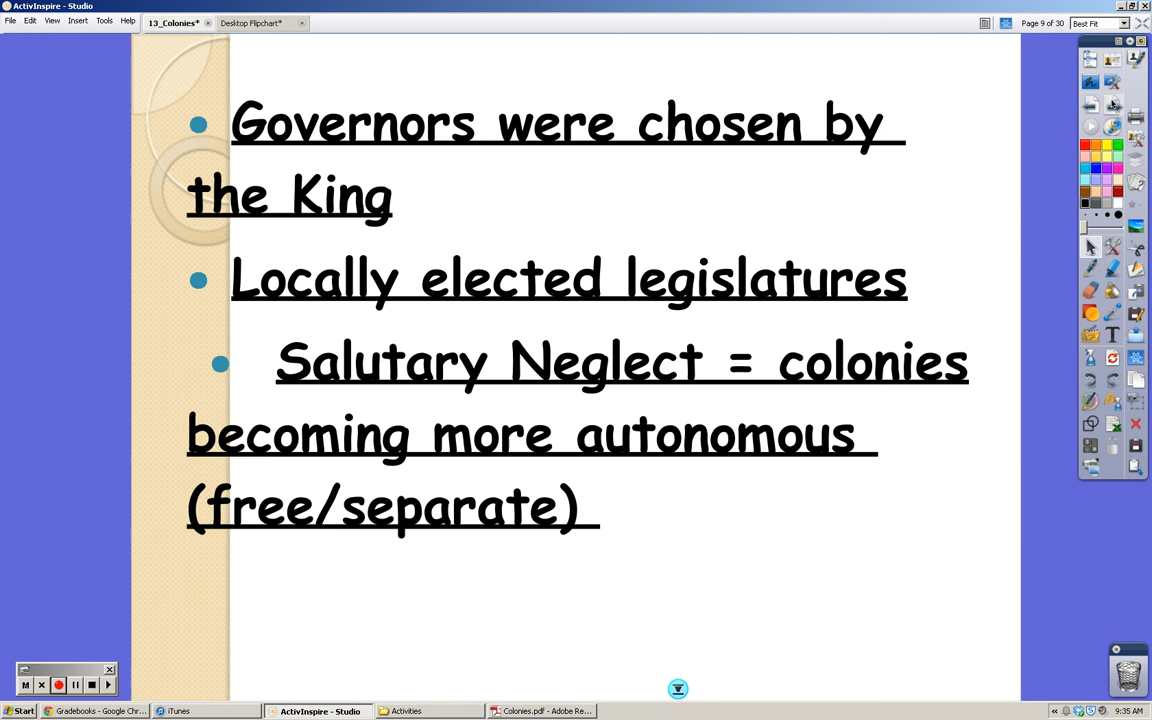 ActivInspire - Studio
File Edit View Insert Tools Help
13_Colonies* Desktop Flipchart*
Page 9 of 30 Best Fit
Governors were chosen by
the King
Locally elected legislatures
Salutary Neglect = colonies
becoming more autonomous
(free/separate)
M
Start Gradebooks - Google Chr... iTunes ActivInspire - Studio Activities Colonies.pdf - Adobe Re... 9:35 AM